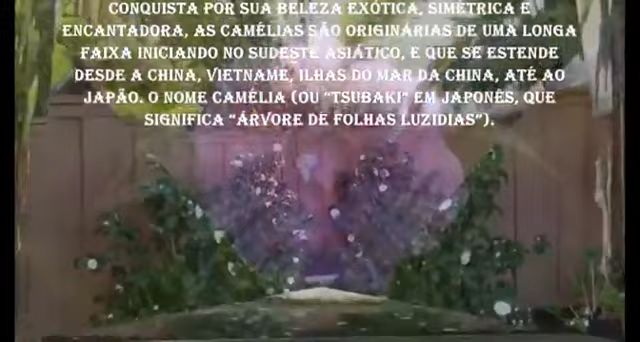 CONQUISTA POR SUA BELEZA EXÓTICA, SIMÉTRICA E
ENCANTADORA, AS CAMÉLIAS SÃO ORIGINÁRIAS DE UMA LONGA
FAIXA INICIANDO NO SUDESTE ASIÁTICO, E QUE SE ESTENDE
DESDE A CHINA, VIETNAME, ILHAS DO MAR DA CHINA, ATÉ AO
JAPÃO. O NOME CAMÉLIA (OU "TSUBAKI" EM JAPONÊS, QUE
SIGNIFICA "ÁRVORE DE FOLHAS LUZIDIAS").